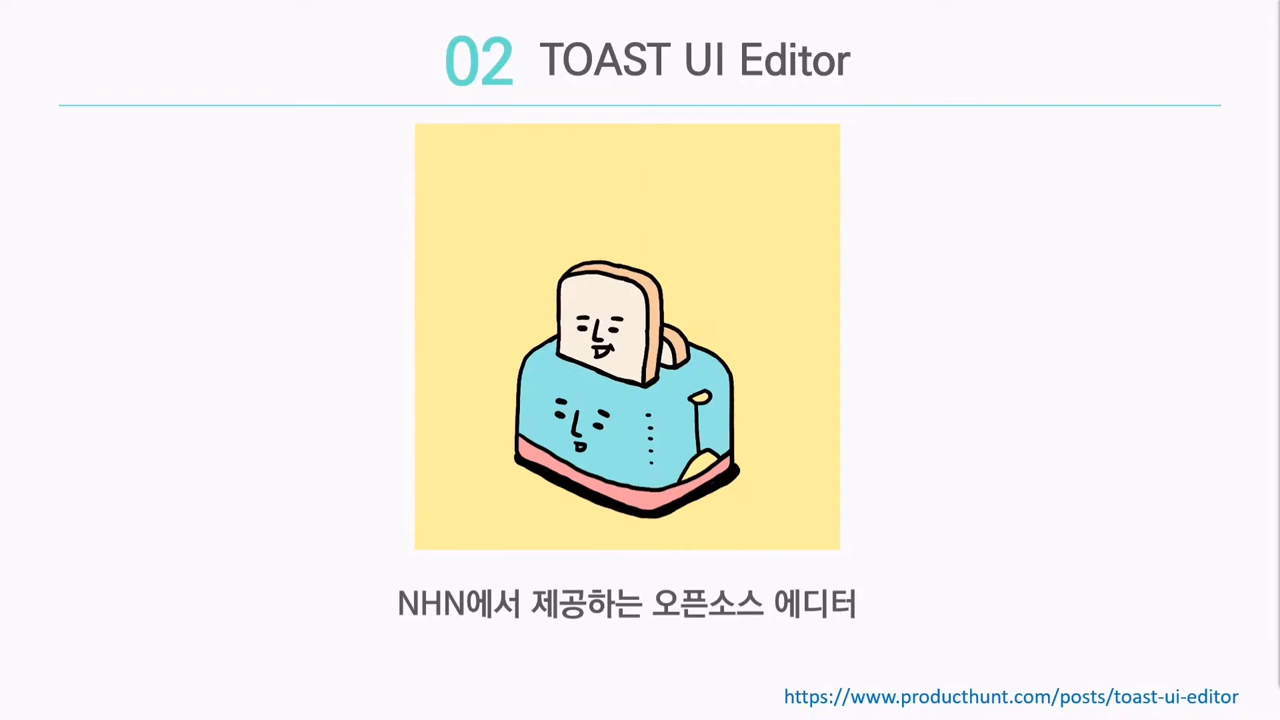 02 TOAST UI Editor
NHN에서 제공하는 오픈소스 에디터
https://www.producthunt.com/posts/toast-ui-editor